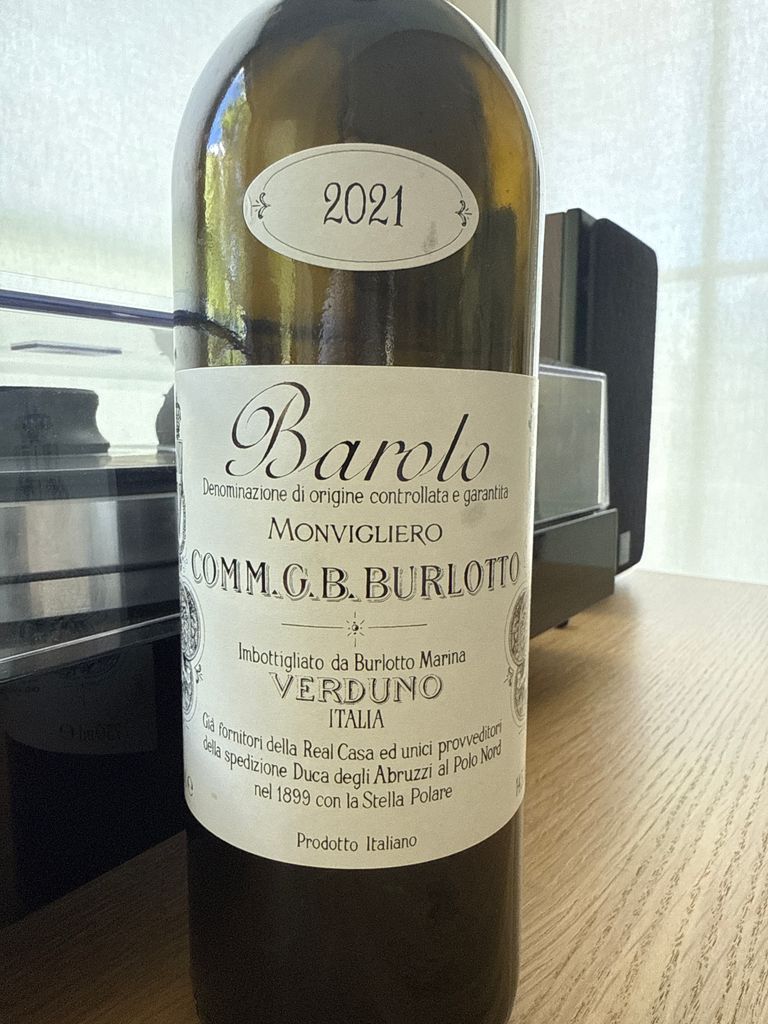 2021
Barolo
Denominazione di origine controllata e garantita
MONVIGLIERO
COMM. G. B. BURLOTTO
Imbottigliato da Burlotto Marina
VERDUNO
ITALIA
Già fornitori della Real Casa ed unici provveditori
della spedizione Duca degli Abruzzi al Polo Nord
nel 1899 con la Stella Polare
Prodotto Italiano